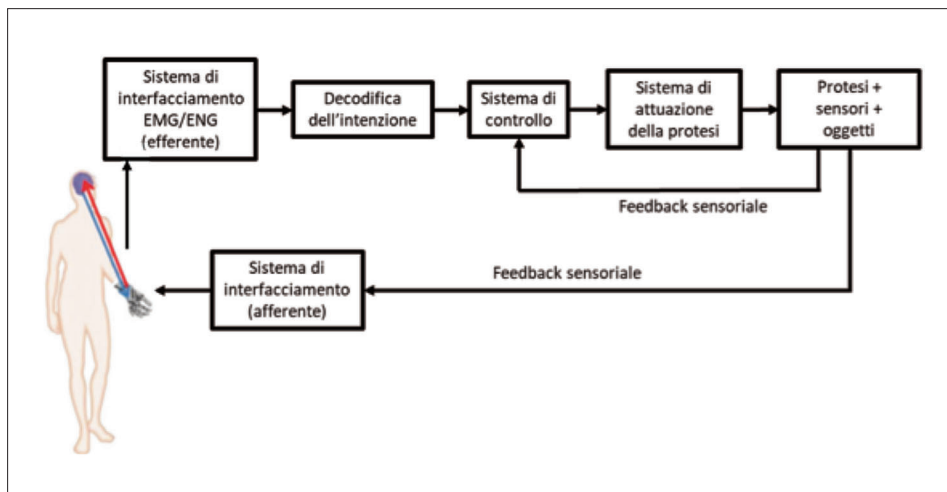 Sistema di
interfacciamento
EMG/ENG
(efferente)
Decodifica
dell'intenzione
Sistema di
controllo
Sistema di
attuazione
della protesi
Protesi +
sensori +
oggetti
Feedback sensoriale
Sistema di
interfacciamento
(afferente)
Feedback sensoriale